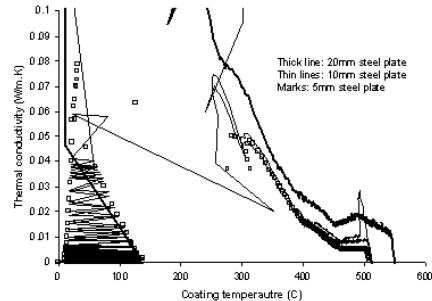 0.1
0.09
0.08
0.07
0.06
0.05
0.04
0.03
0.02
0.01
0
Thermal conductivity (W/m.K)
Thick line: 20mm steel plate
Thin lines: 10mm steel plate
Marks: 5mm steel plate
0 100 200 300 400 500 600
Coating temperautre (C)